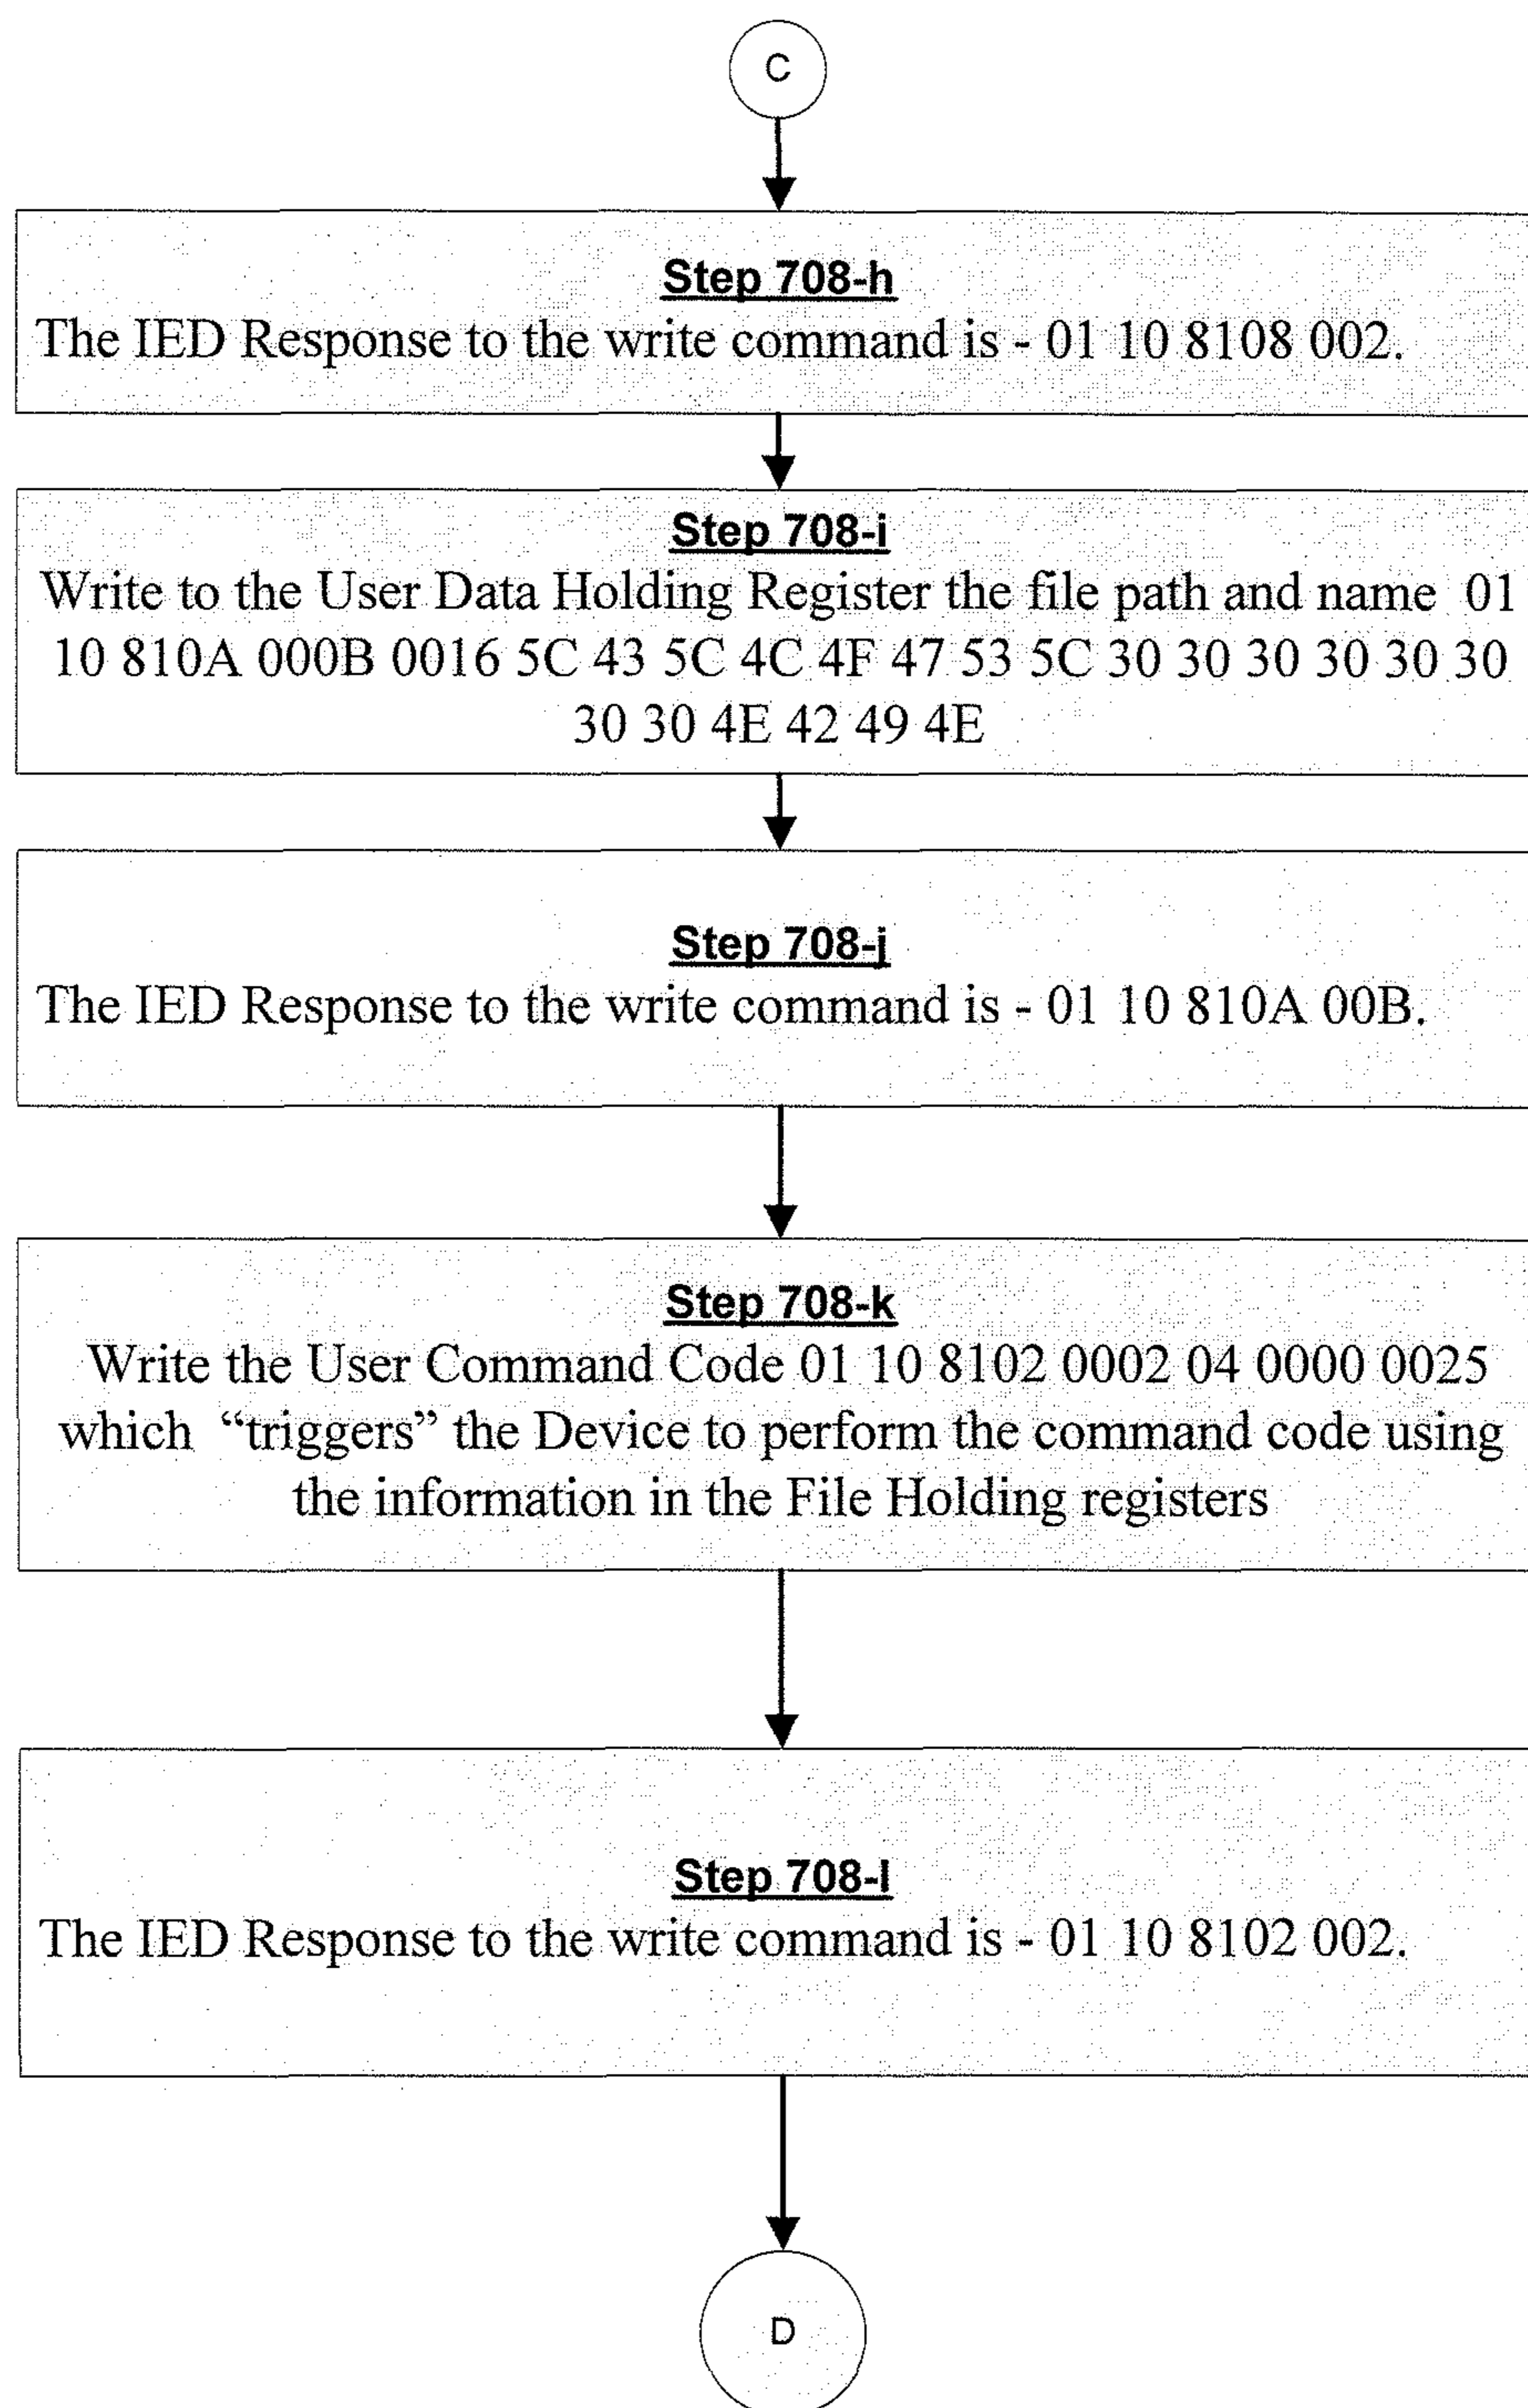 C
Step 708-h
The IED Response to the write command is - 01 10 8108 002.
Step 708-i
Write to the User Data Holding Register the file path and name 01
10 810A 000B 0016 5C 43 5C 4C 4F 47 53 5C 30 30 30 30 30 30
30 30 4E 42 49 4E
Step 708-j
The IED Response to the write command is - 01 10 810A 00B.
Step 708-k
Write the User Command Code 01 10 8102 0002 04 0000 0025
which “triggers” the Device to perform the command code using
the information in the File Holding registers
Step 708-l
The IED Response to the write command is - 01 10 8102 002.
D